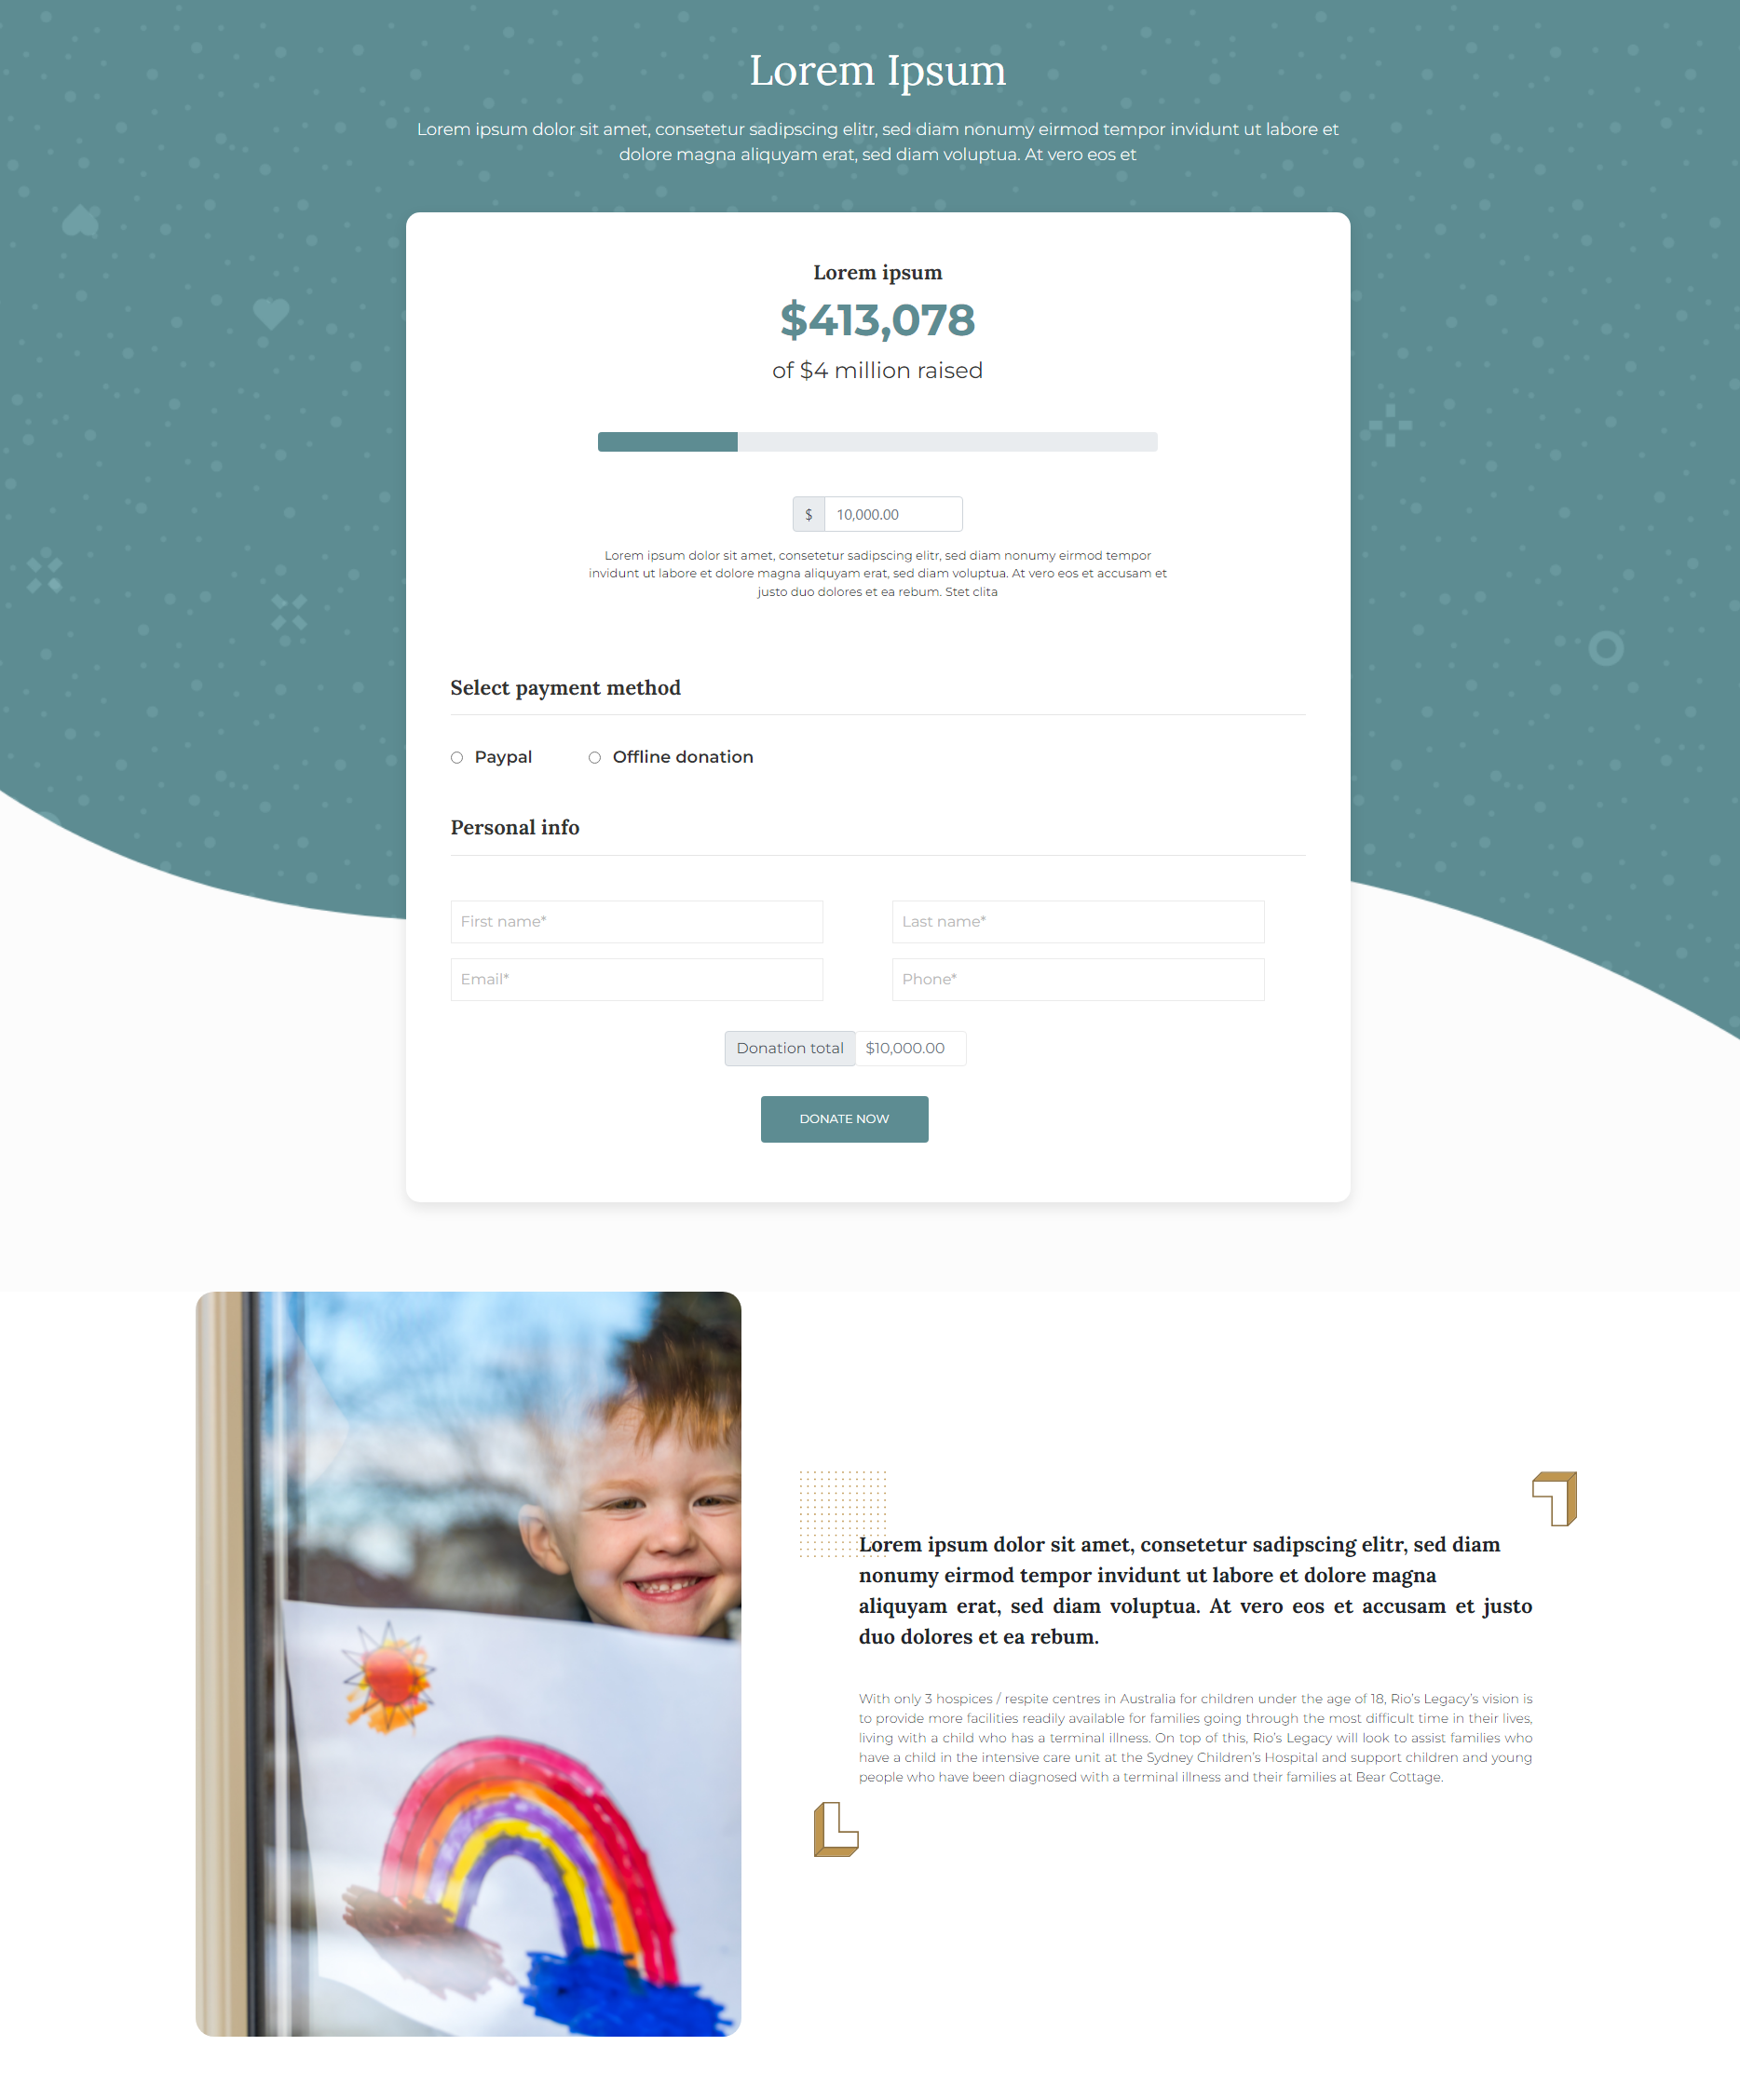 Lorem Ipsum
Lorem ipsum dolor sit amet, consetetur sadipscing elitr, sed diam nonumy eirmod tempor invidunt ut labore et
dolore magna aliquyam erat, sed diam voluptua. At vero eos et
Lorem ipsum
$413,078
of $4 million raised
$ 10,000.00
Lorem ipsum dolor sit amet, consetetur sadipscing elitr, sed diam nonumy eirmod tempor
invidunt ut labore et dolore magna aliquyam erat, sed diam voluptua. At vero eos et accusam et
justo duo dolores et ea rebum. Stet clita
Select payment method
Paypal Offline donation
Personal info
First name* Last name*
Email* Phone*
Donation total $10,000.00
DONATE NOW
Lorem ipsum dolor sit amet, consetetur sadipscing elitr, sed diam
nonumy eirmod tempor invidunt ut labore et dolore magna
aliquyam erat, sed diam voluptua. At vero eos et accusam et justo
duo dolores et ea rebum.
With only 3 hospices / respite centres in Australia for children under the age of 18, Rio's Legacy's vision is
to provide more facilities readily available for families going through the most difficult time in their lives,
living with a child who has a terminal illness. On top of this, Rio's Legacy will look to assist families who
have a child in the intensive care unit at the Sydney Children's Hospital and support children and young
people who have been diagnosed with a terminal illness and their families at Bear Cottage.